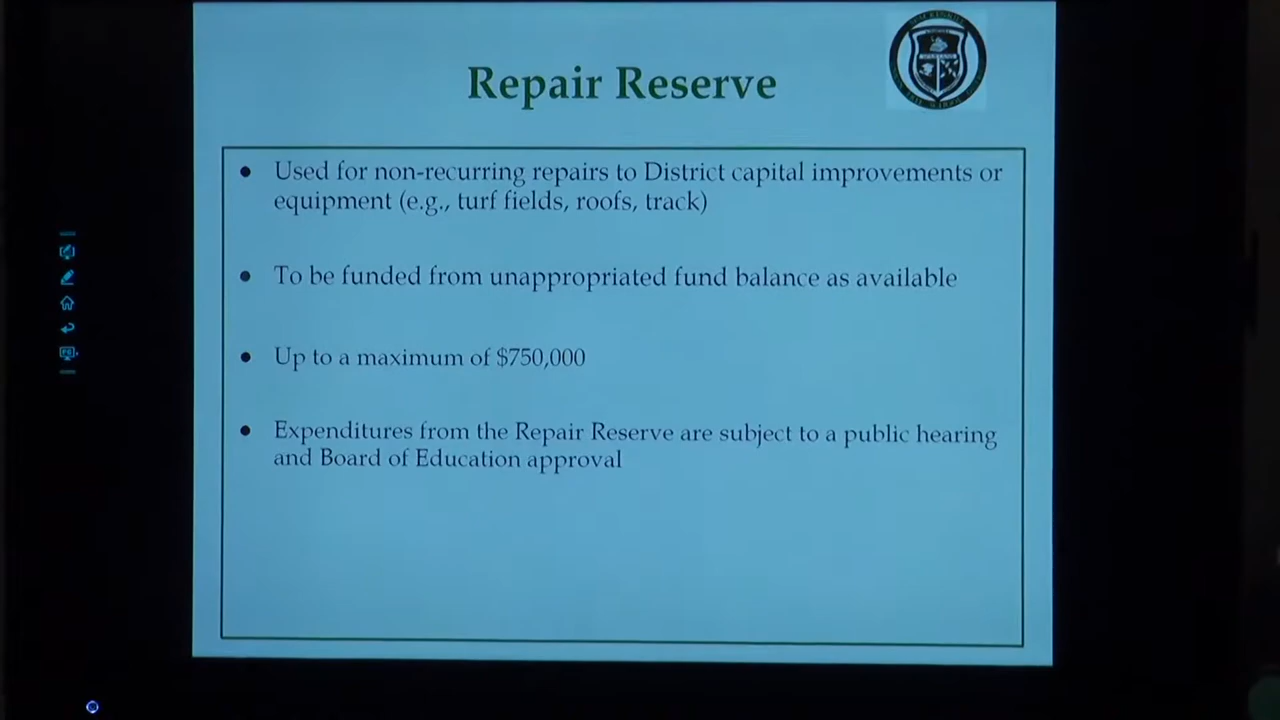 Repair Reserve
● Used for non-recurring repairs to District capital improvements or
equipment (e.g., turf fields, roofs, track)
● To be funded from unappropriated fund balance as available
● Up to a maximum of $750,000
● Expenditures from the Repair Reserve are subject to a public hearing
and Board of Education approval